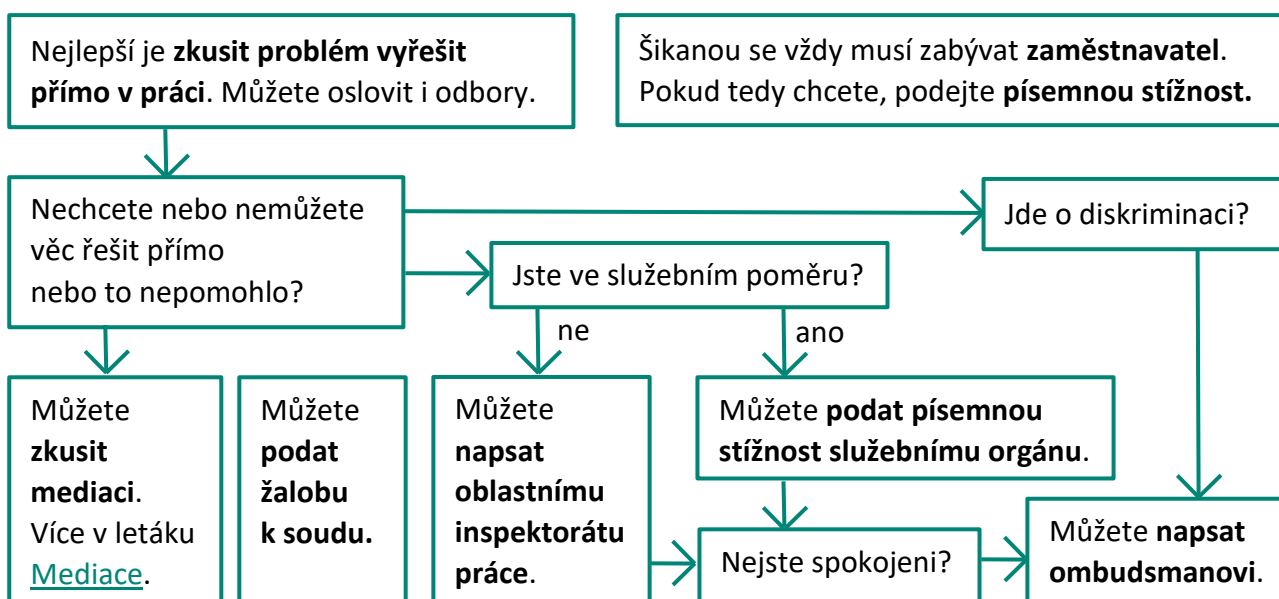 Nejlepší je zkusit problém vyřešit
přímo v práci. Můžete oslovit i odbory.
Šikanou se vždy musí zabývat zaměstnavatel.
Pokud tedy chcete, podejte písemnou stížnost.
Nechcete nebo nemůžete
věc řešit přímo
nebo to nepomohlo?
Jde o diskriminaci?
Jste ve služebním poměru?
ne
ano
Můžete
zkusit
mediaci.
Více v letáku
Mediace.
Můžete
podat
žalobu
k soudu.
Můžete
napsat
oblastnímu
inspektorátu
práce.
Můžete podat písemnou
stížnost služebnímu orgánu.
Nejste spokojeni?
Můžete napsat
ombudsmanovi.